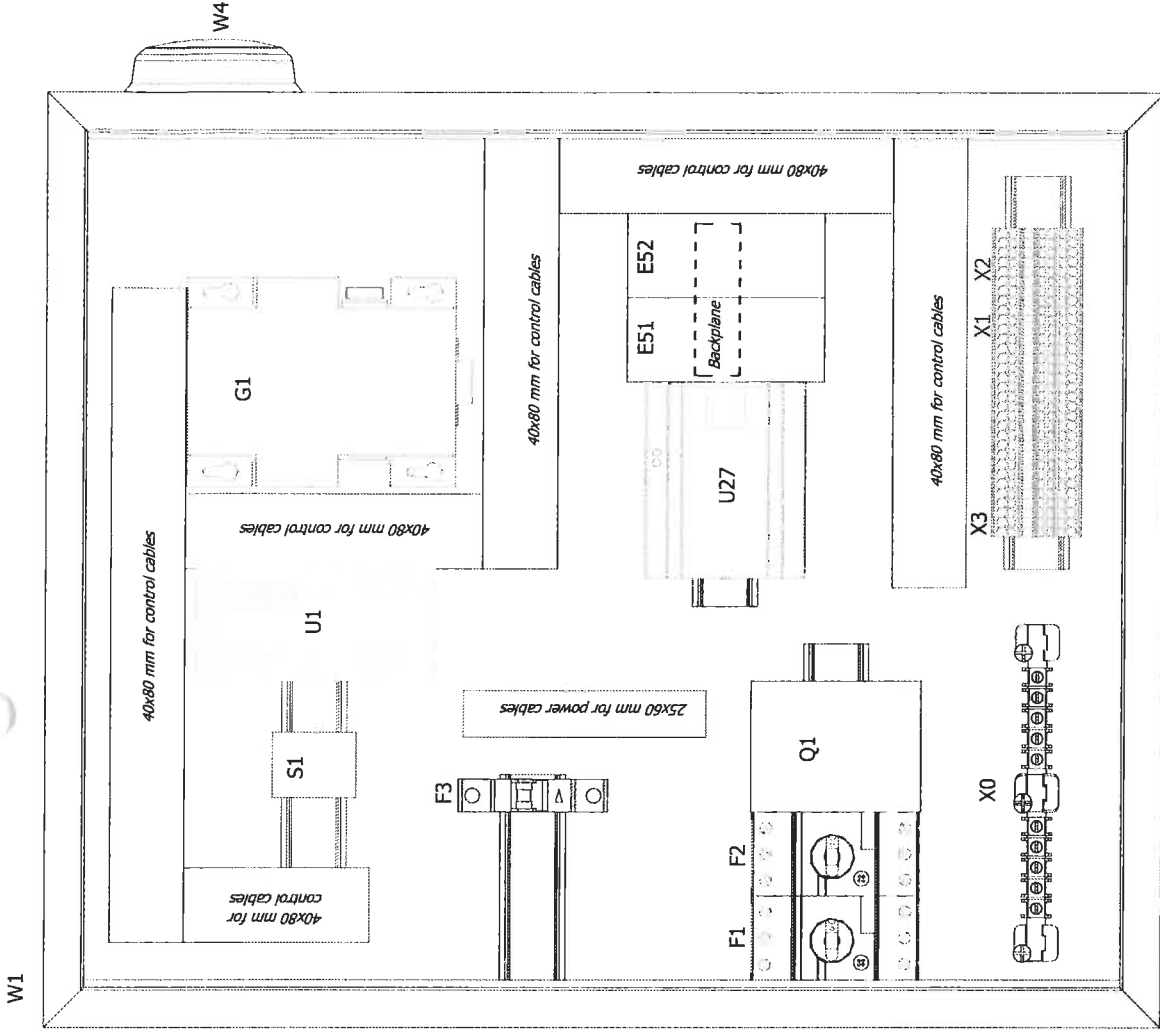 W1
W4
40x80 mm for control cables
G1
40x80 mm for control cables
U1
S1
40x80 mm for
control cables
40x80 mm for control cables
40x80 mm for control cables
E51
E52
Backplane
U27
25x60 mm for power cables
F3
F1
F2
Q1
40x80 mm for control cables
X3
X1
X2
X0